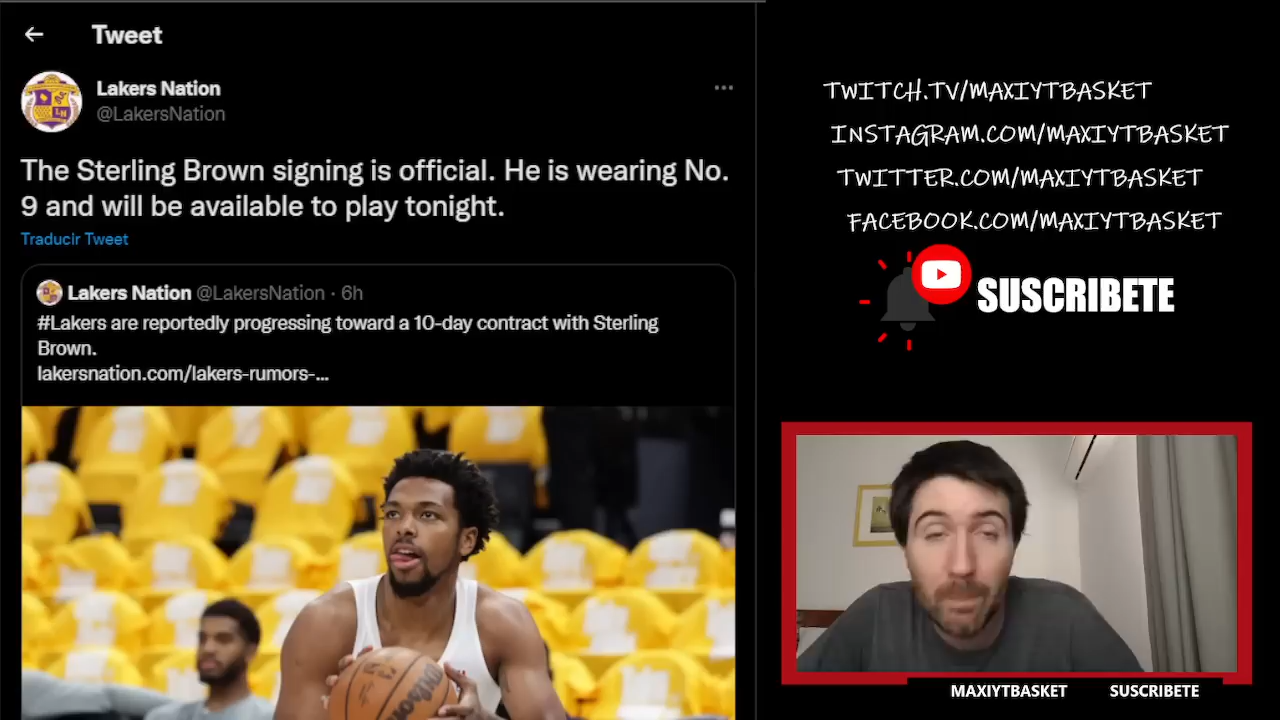 Tweet
Lakers Nation
@LakersNation
The Sterling Brown signing is official. He is wearing No.
9 and will be available to play tonight.
Traducir Tweet
Lakers Nation @LakersNation · 6h
#Lakers are reportedly progressing toward a 10-day contract with Sterling
Brown.
lakersnation.com/lakers-rumors-...
TWITCH.TV/MAXIYTBASKET
INSTAGRAM.COM/MAXIYTBASKET
TWITTER.COM/MAXIYTBASKET
FACEBOOK.COM/MAXIYTBASKET
SUSCRIBETE
MAXIYTBASKET SUSCRIBETE